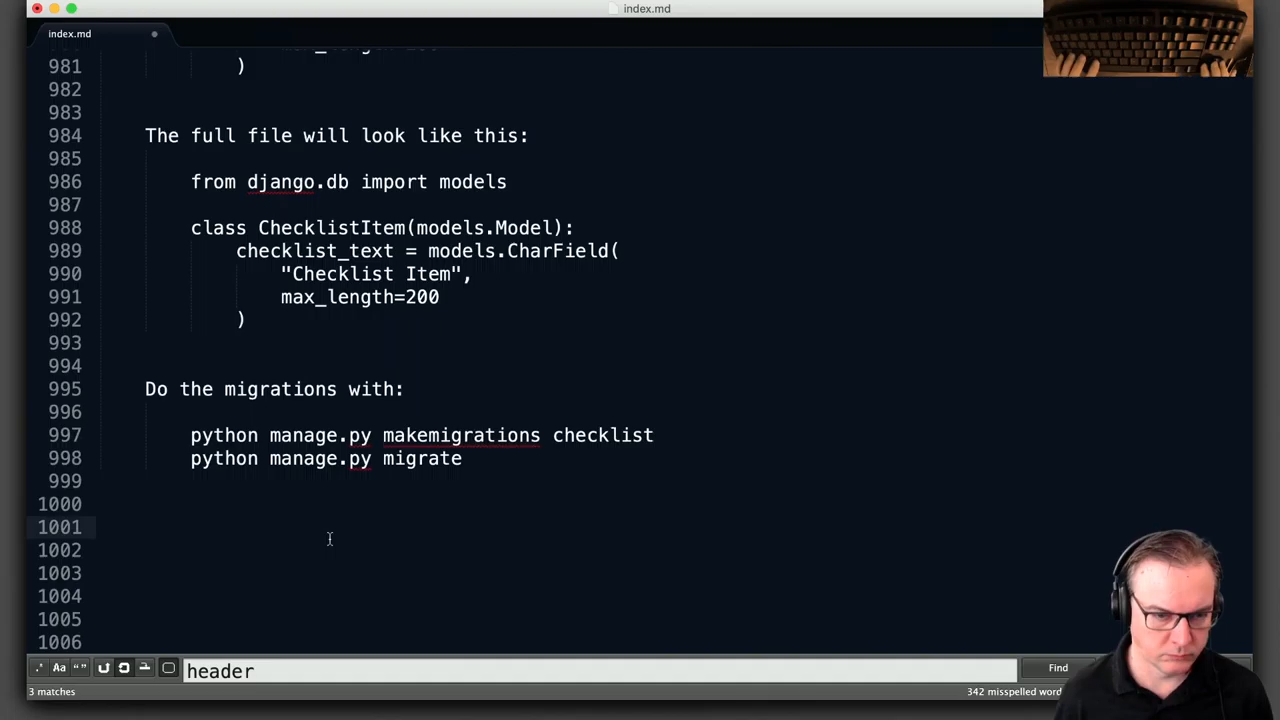 index.md
index.md
981 )
982
983
984 The full file will look like this:
985
986 from django.db import models
987
988 class ChecklistItem(models.Model):
989 checklist_text = models.CharField(
990 "Checklist Item",
991 max_length=200
992 )
993
994
995 Do the migrations with:
996
997 python manage.py makemigrations checklist
998 python manage.py migrate
999
1000
1001
1002
1003
1004
1005
1006
.* Aa “ ” header Find
3 matches 342 misspelled